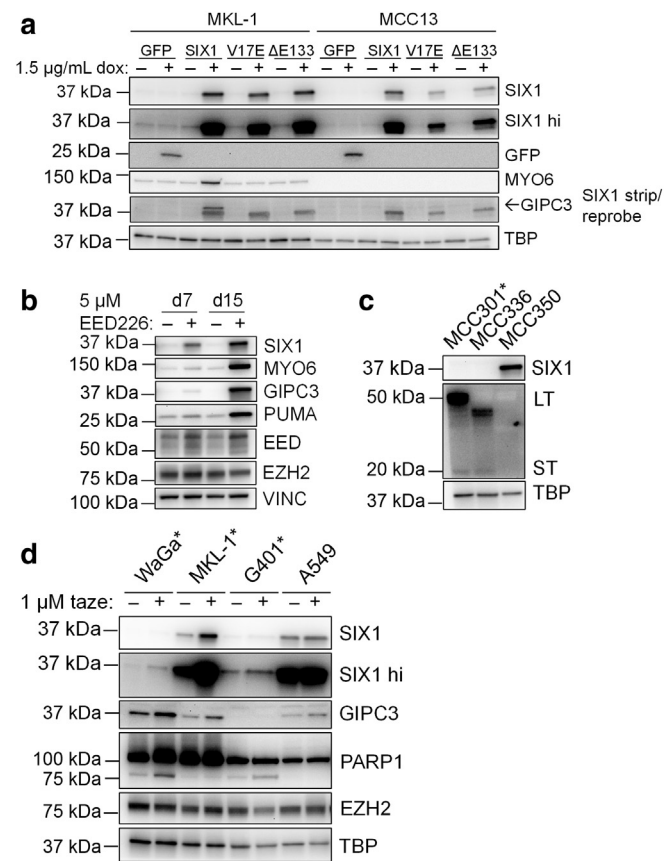 a
MKL-1 MCC13
GFP SIX1 V17E ΔE133 GFP SIX1 V17E ΔE133
1.5 µg/mL dox: – + – + – + – + – + – + – + – +
37 kDa SIX1
37 kDa SIX1 hi
25 kDa GFP
150 kDa MYO6
37 kDa ←GIPC3 SIX1 strip/
reprobe
37 kDa TBP
b
5 µM d7 d15
EED226: – + – +
37 kDa SIX1
150 kDa MYO6
37 kDa GIPC3
25 kDa PUMA
50 kDa EED
75 kDa EZH2
100 kDa VINC
c
MCC301* MCC336 MCC350
37 kDa SIX1
50 kDa LT
20 kDa ST
37 kDa TBP
d
WaGa* MKL-1* G401* A549
1 µM taze: – + – + – + – +
37 kDa SIX1
37 kDa SIX1 hi
37 kDa GIPC3
100 kDa PARP1
75 kDa
75 kDa EZH2
37 kDa TBP